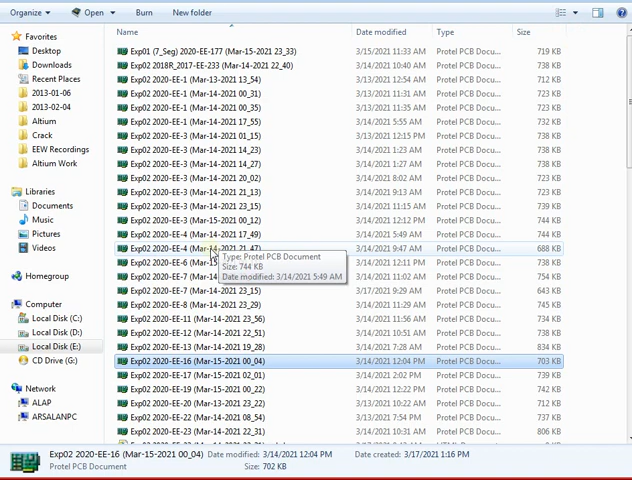 Organize Open Burn New folder
Favorites
Desktop
Downloads
Recent Places
2013-01-06
2013-02-04
Altium
Crack
EEW Recordings
Altium Work
Libraries
Documents
Music
Pictures
Videos
Homegroup
Computer
Local Disk (C:)
Local Disk (D:)
Local Disk (E:)
CD Drive (G:)
Network
ALAP
ARSALANPC
Name Date modified Type Size
Exp01 (7_Seg) 2020-EE-177 (Mar-15-2021 23_33) 3/15/2021 11:33 AM Protel PCB Docu... 719 KB
Exp02 2018R_2017-EE-233 (Mar-14-2021 22_40) 3/14/2021 10:40 AM Protel PCB Docu... 738 KB
Exp02 2020-EE-1 (Mar-13-2021 13_54) 3/13/2021 12:54 AM Protel PCB Docu... 712 KB
Exp02 2020-EE-1 (Mar-14-2021 00_31) 3/13/2021 11:31 AM Protel PCB Docu... 723 KB
Exp02 2020-EE-1 (Mar-14-2021 00_35) 3/13/2021 11:35 AM Protel PCB Docu... 723 KB
Exp02 2020-EE-1 (Mar-14-2021 17_55) 3/14/2021 5:55 AM Protel PCB Docu... 732 KB
Exp02 2020-EE-2 (Mar-14-2021 01_15) 3/13/2021 12:15 PM Protel PCB Docu... 738 KB
Exp02 2020-EE-2 (Mar-14-2021 14_23) 3/14/2021 1:23 AM Protel PCB Docu... 738 KB
Exp02 2020-EE-2 (Mar-14-2021 14_27) 3/14/2021 1:27 AM Protel PCB Docu... 738 KB
Exp02 2020-EE-2 (Mar-14-2021 20_02) 3/14/2021 8:02 AM Protel PCB Docu... 723 KB
Exp02 2020-EE-2 (Mar-14-2021 21_13) 3/14/2021 9:13 AM Protel PCB Docu... 738 KB
Exp02 2020-EE-2 (Mar-14-2021 23_15) 3/14/2021 11:15 AM Protel PCB Docu... 739 KB
Exp02 2020-EE-3 (Mar-15-2021 00_12) 3/14/2021 12:12 PM Protel PCB Docu... 744 KB
Exp02 2020-EE-4 (Mar-14-2021 17_49) 3/14/2021 5:49 AM Protel PCB Docu... 744 KB
Exp02 2020-EE-4 (Mar-14-2021 21_47) 3/14/2021 9:47 AM Protel PCB Docu... 688 KB
Exp02 2020-EE-6 (Mar-15 3/14/2021 12:11 PM Protel PCB Docu... 738 KB
Exp02 2020-EE-7 (Mar-14 3/14/2021 11:02 AM Protel PCB Docu... 754 KB
Type: Protel PCB Document
Size: 744 KB
Date modified: 3/14/2021 5:49 AM
Exp02 2020-EE-7 (Mar-14-2021 23_15) 3/17/2021 9:29 AM Protel PCB Docu... 643 KB
Exp02 2020-EE-8 (Mar-14-2021 23_29) 3/14/2021 11:29 AM Protel PCB Docu... 745 KB
Exp02 2020-EE-11 (Mar-14-2021 23_56) 3/14/2021 11:56 AM Protel PCB Docu... 734 KB
Exp02 2020-EE-12 (Mar-14-2021 22_51) 3/14/2021 10:51 AM Protel PCB Docu... 738 KB
Exp02 2020-EE-13 (Mar-14-2021 19_28) 3/14/2021 7:28 AM Protel PCB Docu... 834 KB
Exp02 2020-EE-16 (Mar-15-2021 00_04) 3/14/2021 12:04 PM Protel PCB Docu... 703 KB
Exp02 2020-EE-17 (Mar-15-2021 02_01) 3/14/2021 2:02 PM Protel PCB Docu... 739 KB
Exp02 2020-EE-19 (Mar-15-2021 00_22) 3/14/2021 12:22 PM Protel PCB Docu... 742 KB
Exp02 2020-EE-20 (Mar-14-2021 23_22) 3/13/2021 10:22 AM Protel PCB Docu... 738 KB
Exp02 2020-EE-22 (Mar-14-2021 08_54) 3/13/2021 7:54 PM Protel PCB Docu... 737 KB
Exp02 2020-EE-23 (Mar-14-2021 22_31) 3/14/2021 10:31 AM Protel PCB Docu... 806 KB
Exp02 2020-EE-16 (Mar-15-2021 00_04) Date modified: 3/14/2021 12:04 PM Date created: 3/17/2021 1:16 PM
Protel PCB Document Size: 702 KB